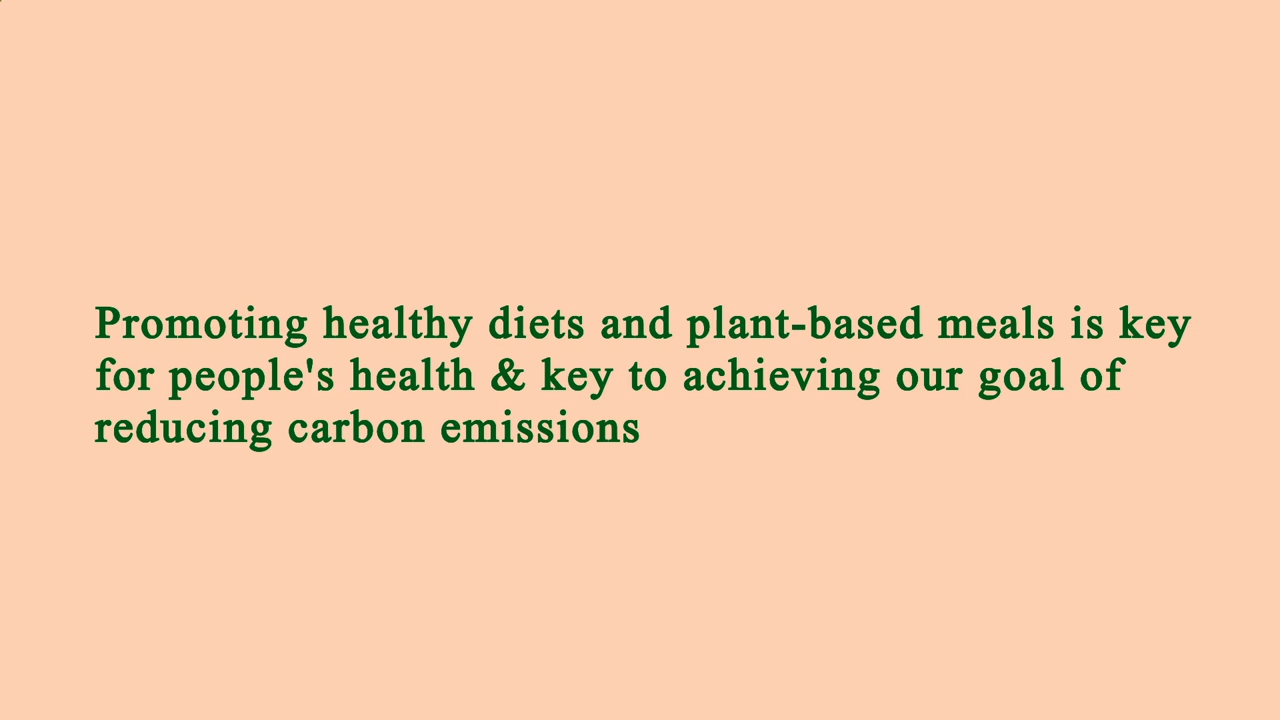 Promoting healthy diets and plant-based meals is key
for people's health & key to achieving our goal of
reducing carbon emissions